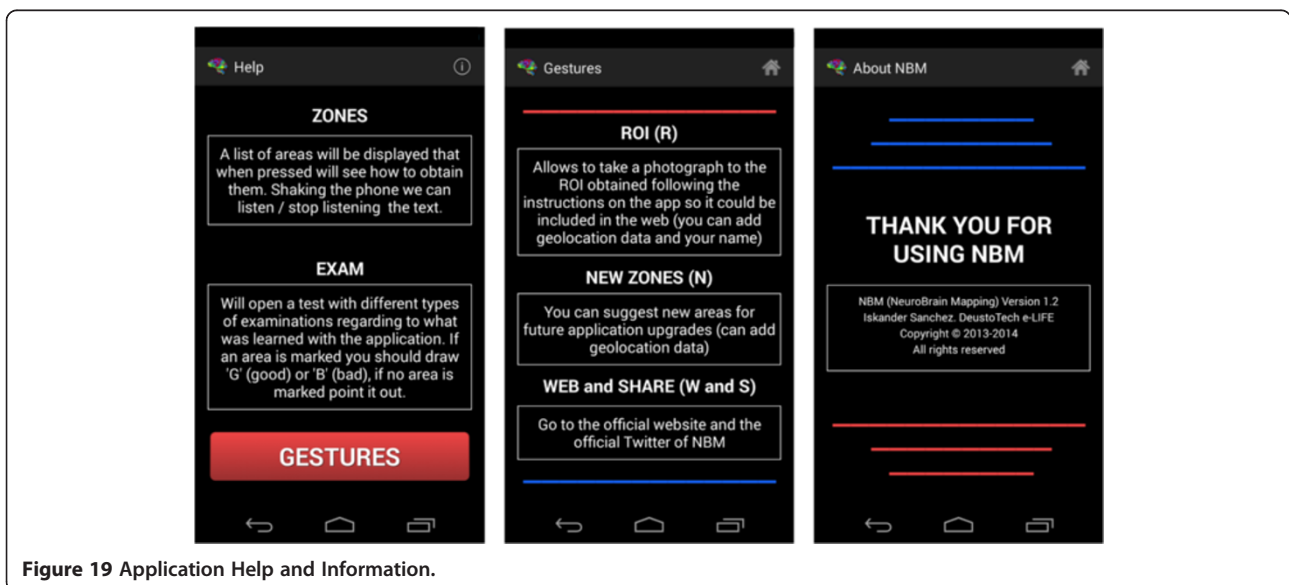 Help
ZONES
A list of areas will be displayed that
when pressed will see how to obtain
them. Shaking the phone we can
listen / stop listening the text.
EXAM
Will open a test with different types
of examinations regarding to what
was learned with the application. If
an area is marked you should draw
'G' (good) or 'B' (bad), if no area is
marked point it out.
GESTURES
Gestures
ROI (R)
Allows to take a photograph to the
ROI obtained following the
instructions on the app so it could be
included in the web (you can add
geolocation data and your name)
NEW ZONES (N)
You can suggest new areas for
future application upgrades (can add
geolocation data)
WEB and SHARE (W and S)
Go to the official website and the
official Twitter of NBM
About NBM
THANK YOU FOR
USING NBM
NBM (NeuroBrain Mapping) Version 1.2
Iskander Sanchez. DeustoTech e-LIFE
Copyright © 2013-2014
All rights reserved
Figure 19 Application Help and Information.